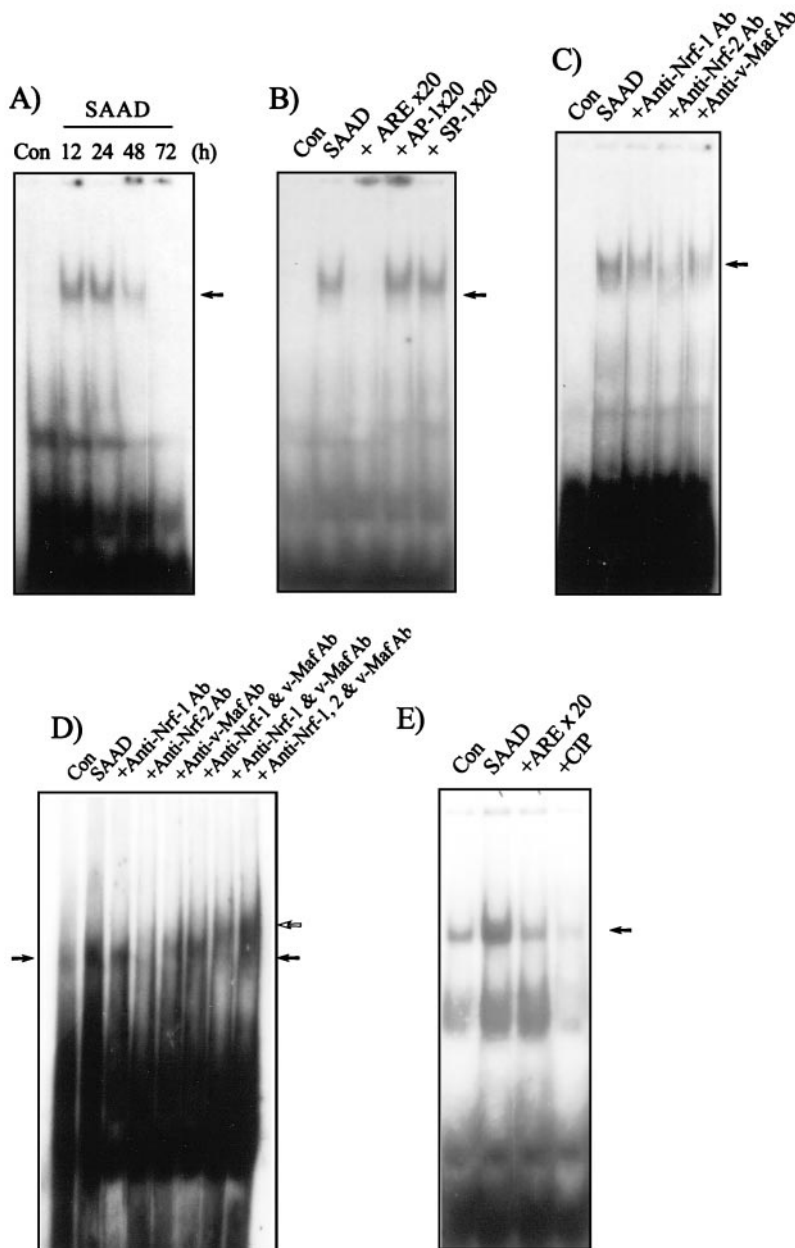 A)
SAAD
Con 12 24 48 72 (h)
B)
Con
SAAD
+ ARE x20
+ AP-1x20
+ SP-1x20
C)
Con
SAAD
+Anti-Nrf-1 Ab
+Anti-Nrf-2 Ab
+Anti-v-Maf Ab
D)
Con
SAAD
+Anti-Nrf-1 Ab
+Anti-Nrf-2 Ab
+Anti-v-Maf Ab
+Anti-Nrf-1 & v-Maf Ab
+ Anti-Nrf-1 & v-Maf Ab
+ Anti-Nrf-1, 2 & v-Maf Ab
E)
Con
SAAD
+ARE x 20
+CIP